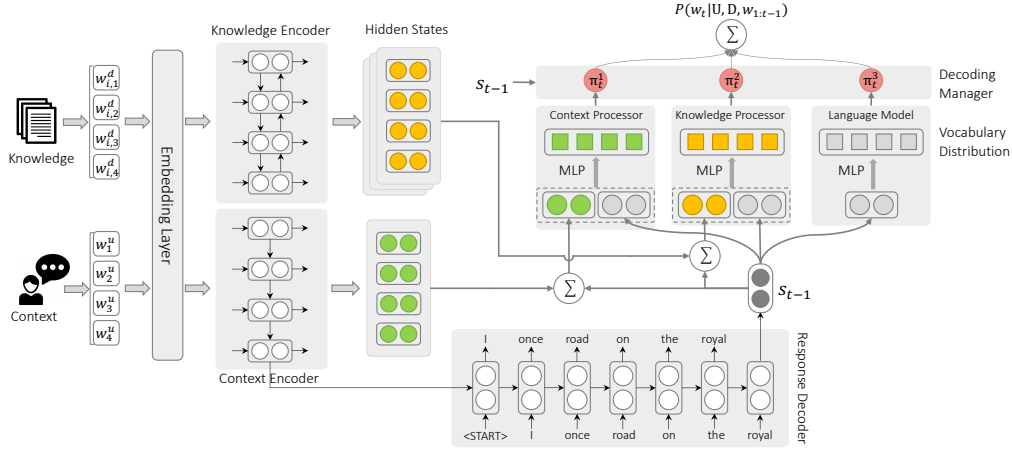 P(w_t|U, D, w_{1:t−1})
∑
Knowledge Encoder
Hidden States
s_{t−1}
π_t^1
π_t^2
π_t^3
Decoding
Manager
w_{i,1}^d
w_{i,2}^d
w_{i,3}^d
w_{i,4}^d
Knowledge
Embedding Layer
Context Processor
Knowledge Processor
Language Model
Vocabulary
Distribution
MLP
MLP
MLP
∑
∑
s_{t−1}
w_1^u
w_2^u
w_3^u
w_4^u
Context
Context Encoder
I
once
road
on
the
royal
Response Decoder
<START>
I
once
road
on
the
royal